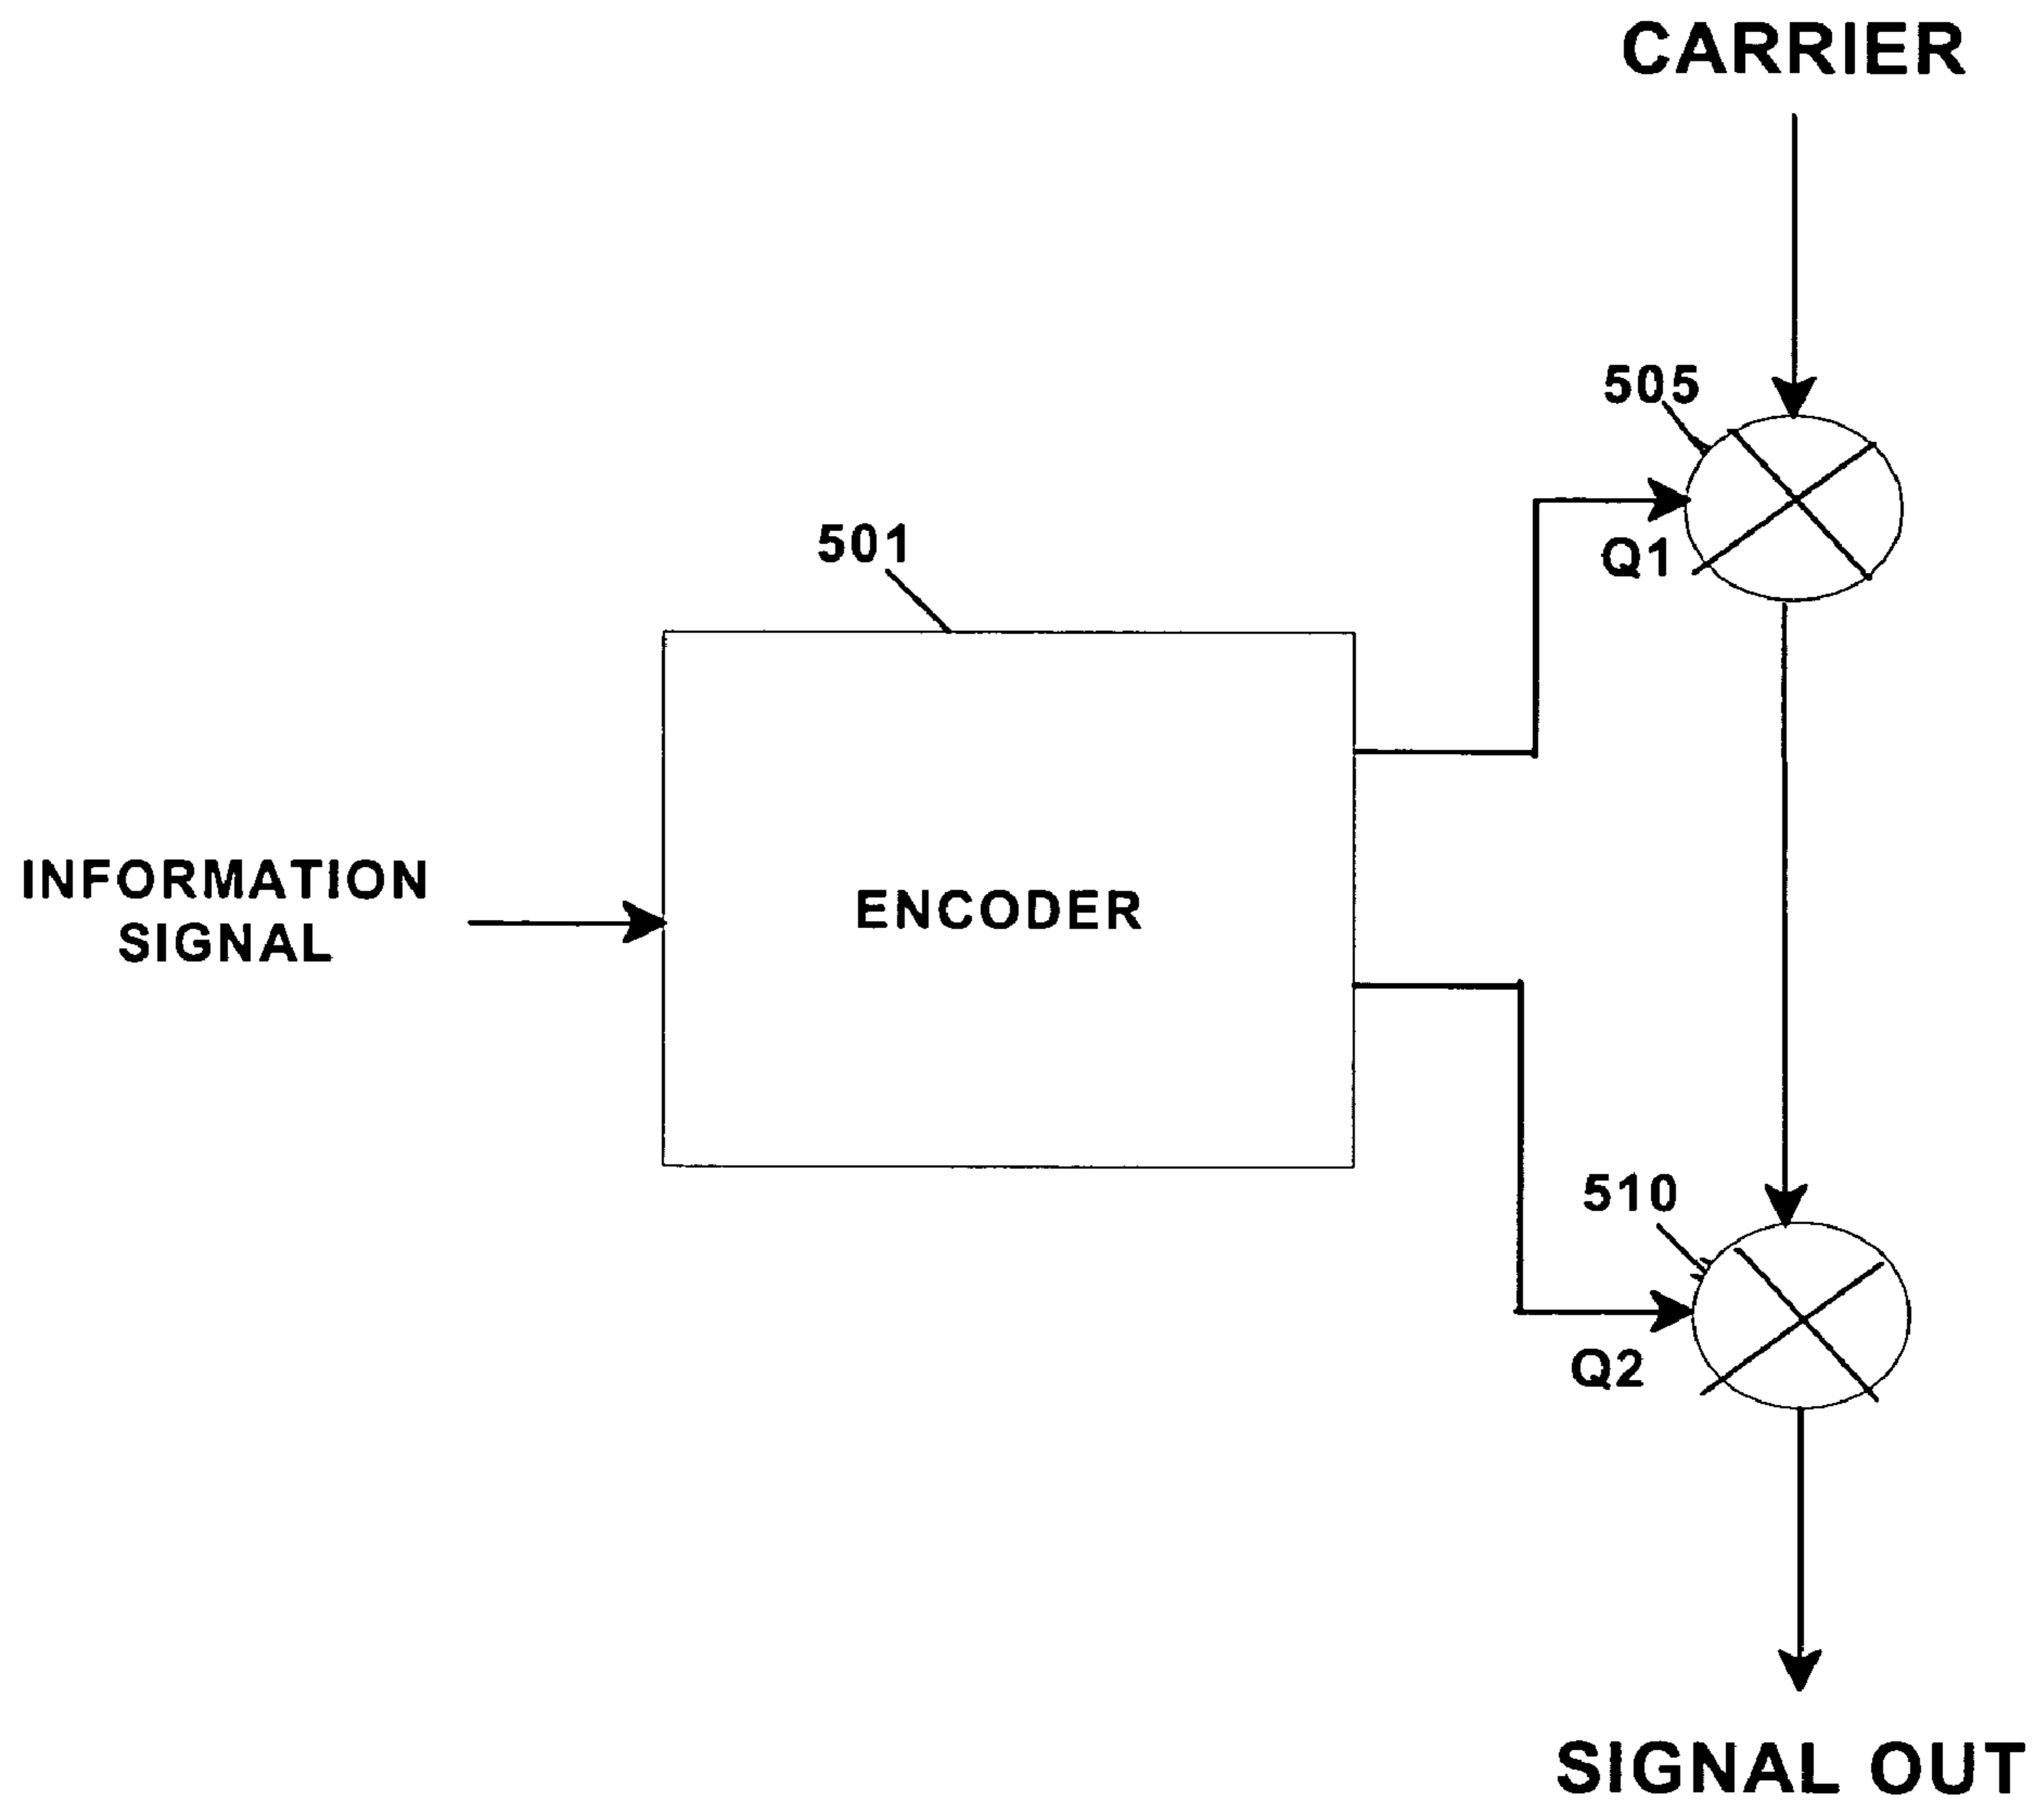 CARRIER
505
Q1
501
INFORMATION
SIGNAL
ENCODER
510
Q2
SIGNAL OUT